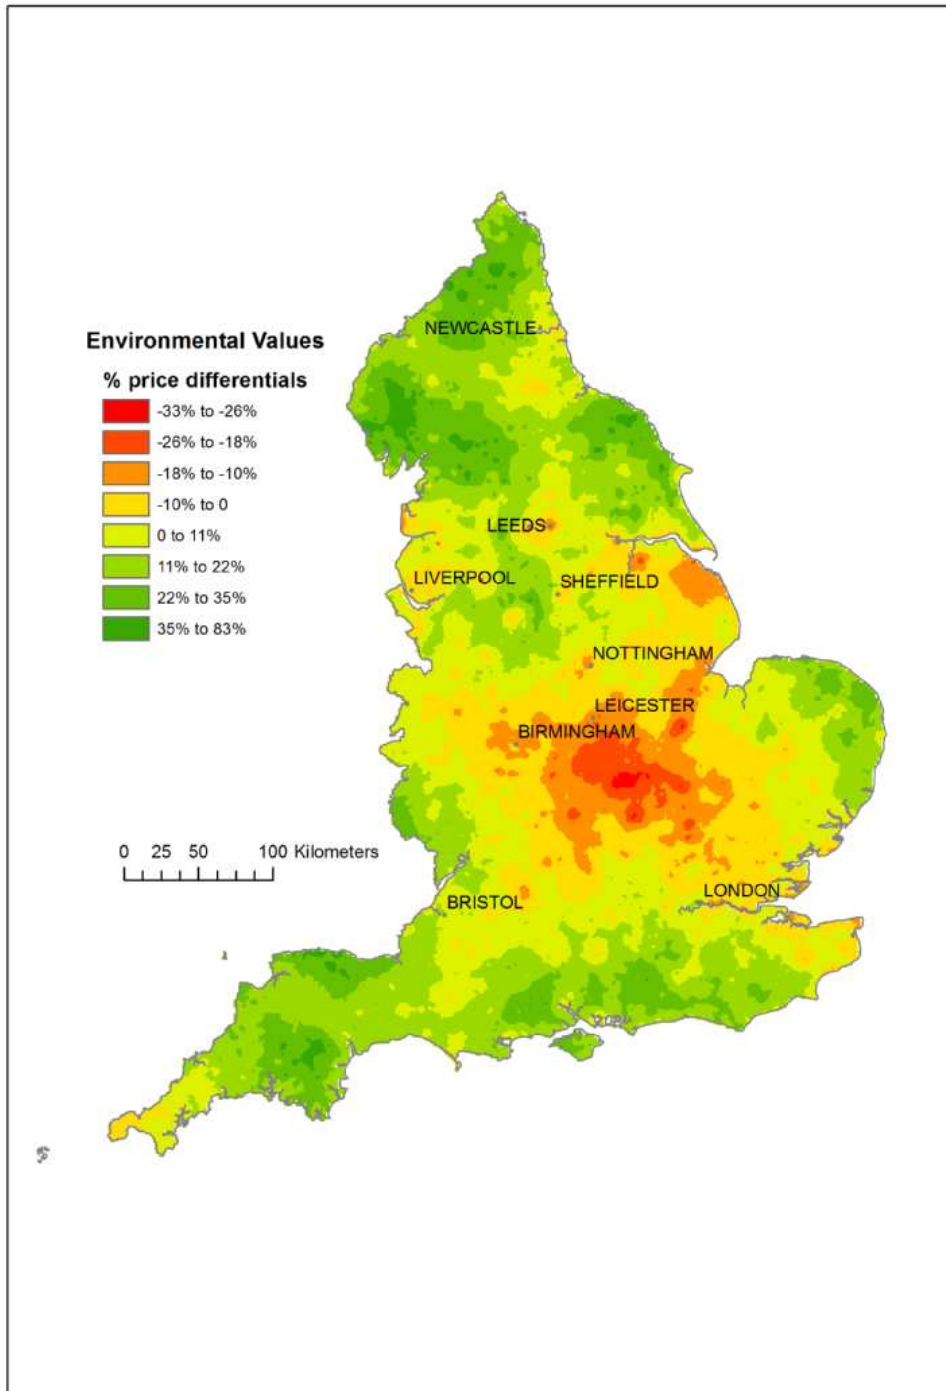 NEWCASTLE
Environmental Values
% price differentials
-33% to -26%
-26% to -18%
-18% to -10%
-10% to 0
0 to 11%
11% to 22%
22% to 35%
35% to 83%
LEEDS
LIVERPOOL
SHEFFIELD
NOTTINGHAM
LEICESTER
BIRMINGHAM
0 25 50 100 Kilometers
LONDON
BRISTOL